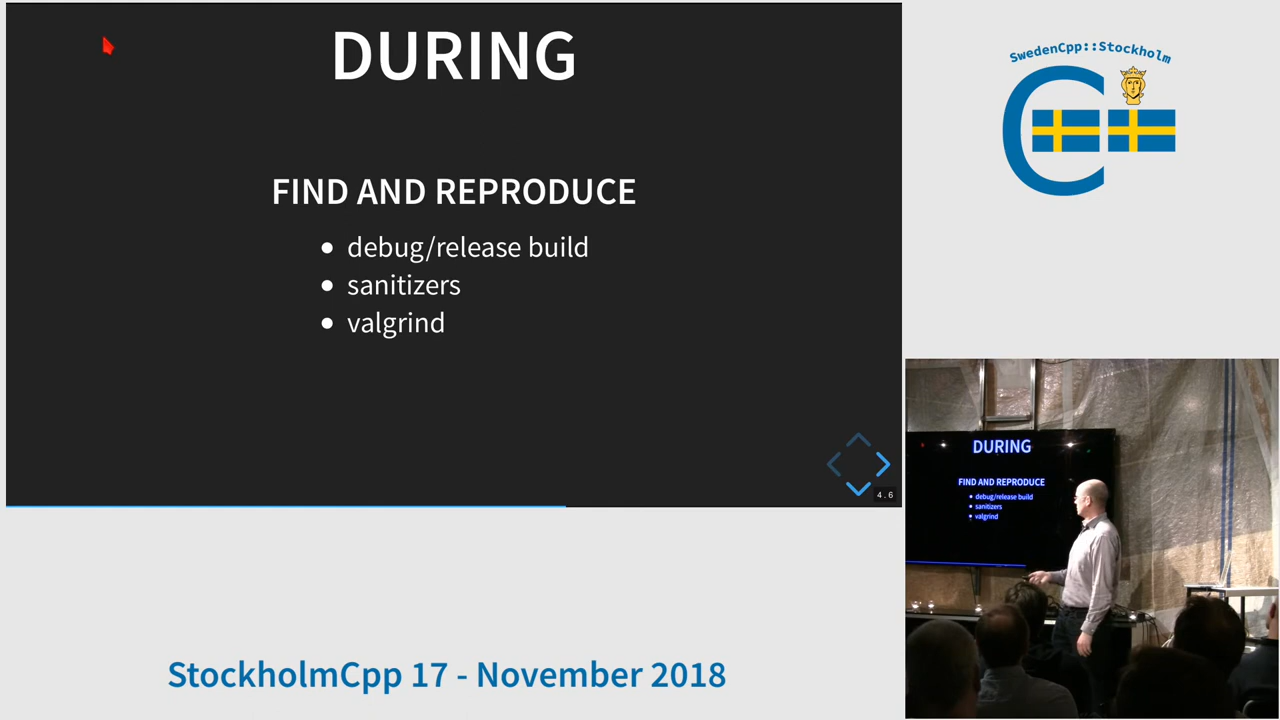 DURING
FIND AND REPRODUCE
debug/release build
sanitizers
valgrind
4.6
SwedenCpp::Stockholm
C
DURING
FIND AND REPRODUCE
debug/release build
sanitizers
valgrind
StockholmCpp 17 - November 2018